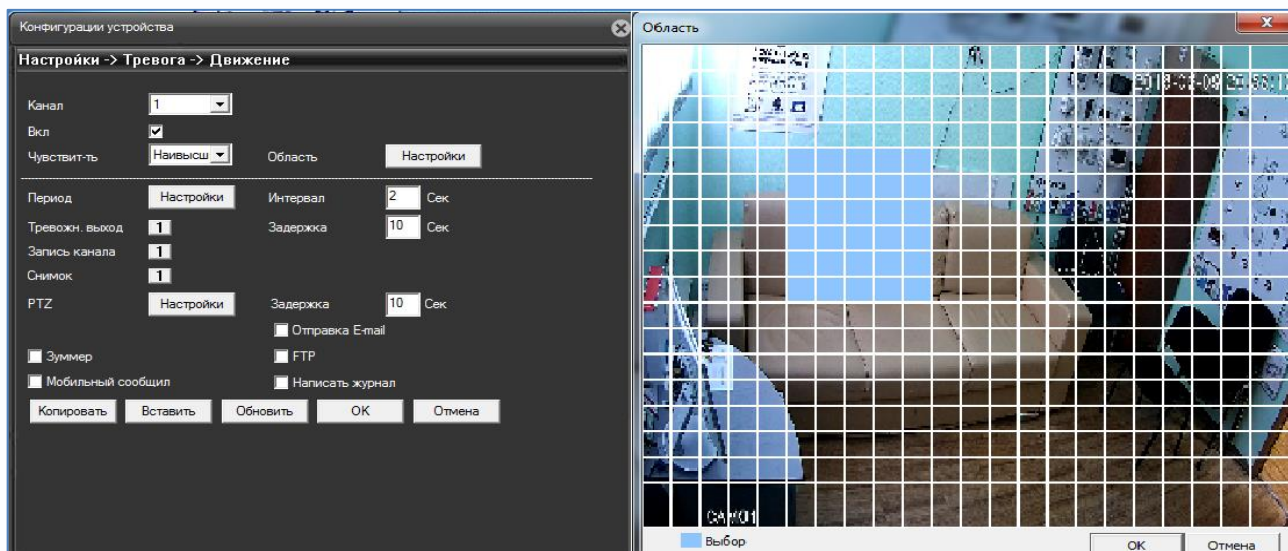 Конфигурации устройства
Настройки -> Тревога -> Движение
Канал 1
Вкл
Чувствит-ть Наивысш Область Настройки
Период Настройки Интервал 2 Сек
Тревожн. выход 1 Задержка 10 Сек
Запись канала 1
Снимок 1
PTZ Настройки Задержка 10 Сек
Отправка E-mail
Зуммер FTP
Мобильный сообщил Написать журнал
Копировать Вставить Обновить OK Отмена
Область
CAM01
Выбор
OK Отмена